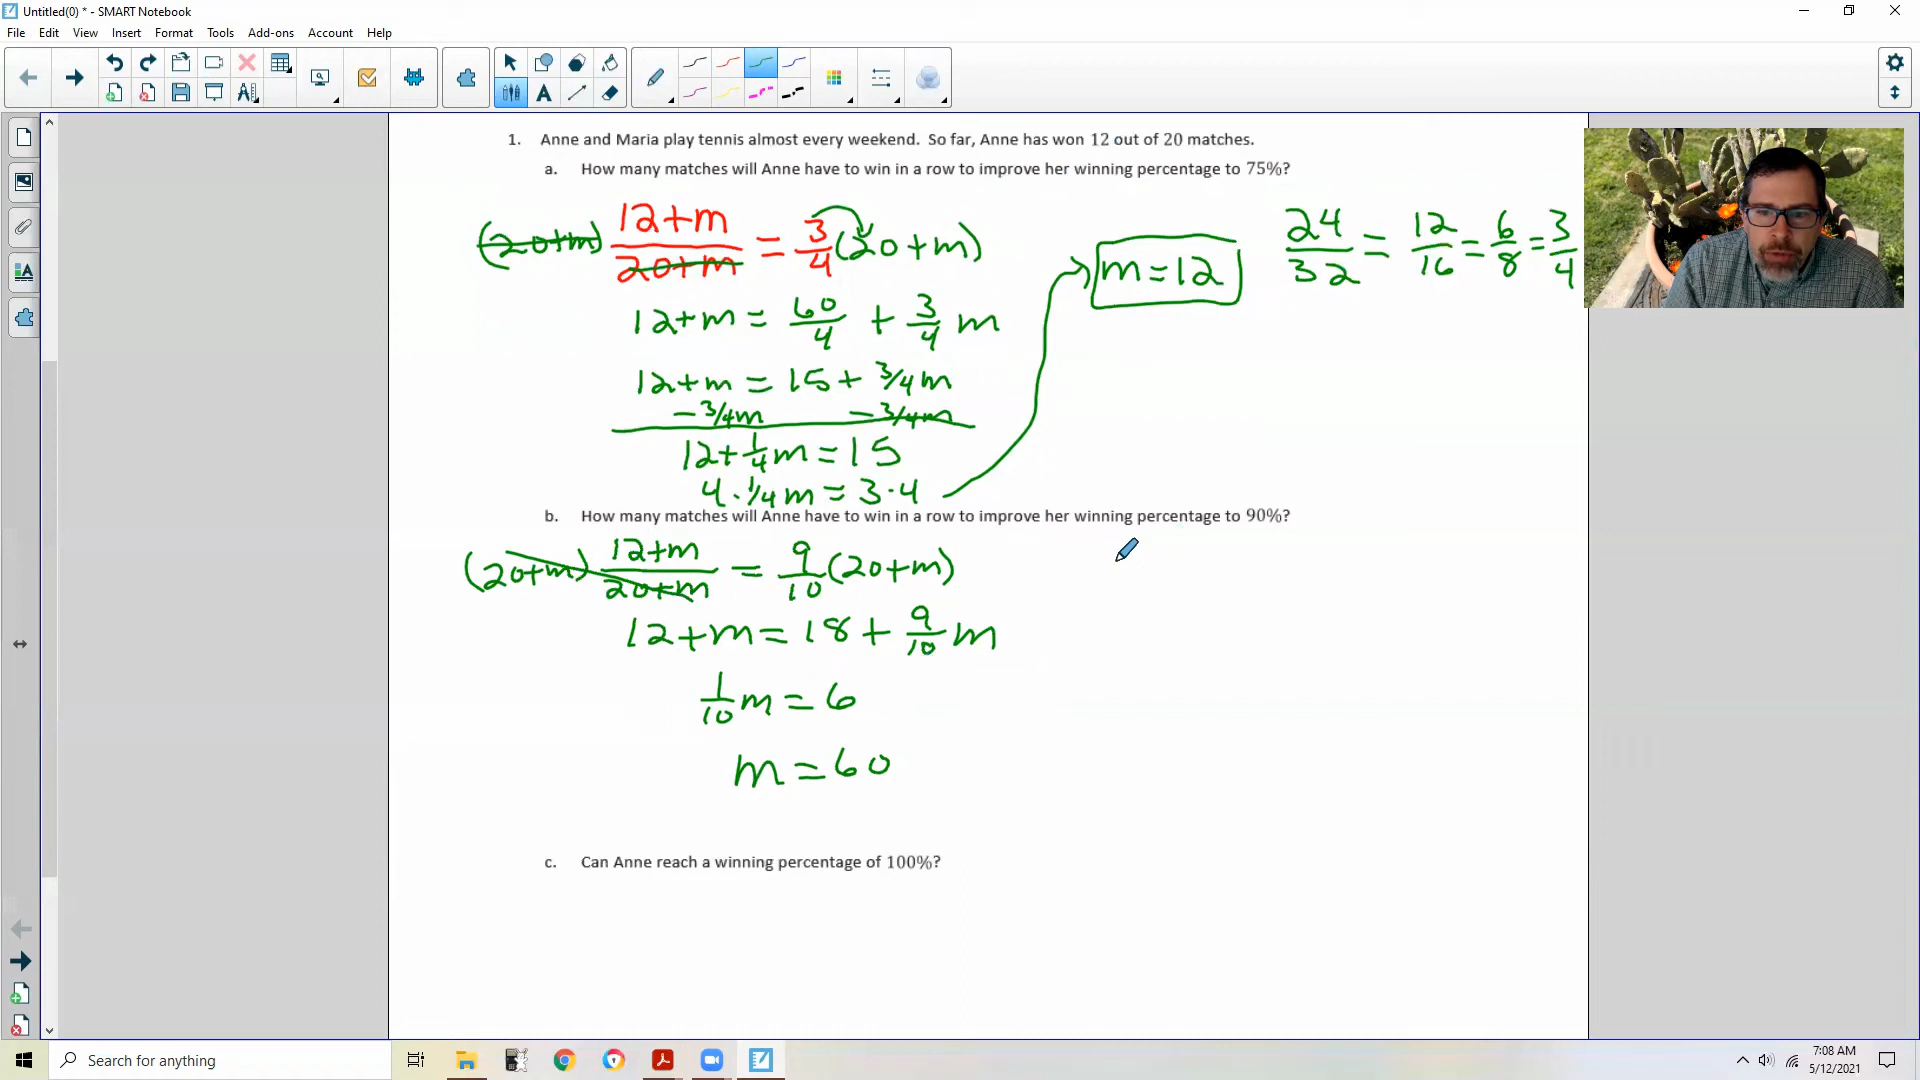 Untitled(0) * - SMART Notebook
File Edit View Insert Format Tools Add-ons Account Help
1. Anne and Maria play tennis almost every weekend. So far, Anne has won 12 out of 20 matches.
a. How many matches will Anne have to win in a row to improve her winning percentage to 75%?
(20+m) 12+m/20+m = 3/4 (20+m)
m=12
24/32 = 12/16 = 6/8 = 3/4
12+m = 60/4 + 3/4 m
12+m = 15 + 3/4m
-3/4m -3/4m
12+1/4m = 15
4·1/4m = 3·4
b. How many matches will Anne have to win in a row to improve her winning percentage to 90%?
(20+m) 12+m/20+m = 9/10 (20+m)
12+m = 18 + 9/10 m
1/10 m = 6
m = 60
c. Can Anne reach a winning percentage of 100%?
Search for anything
7:08 AM
5/12/2021